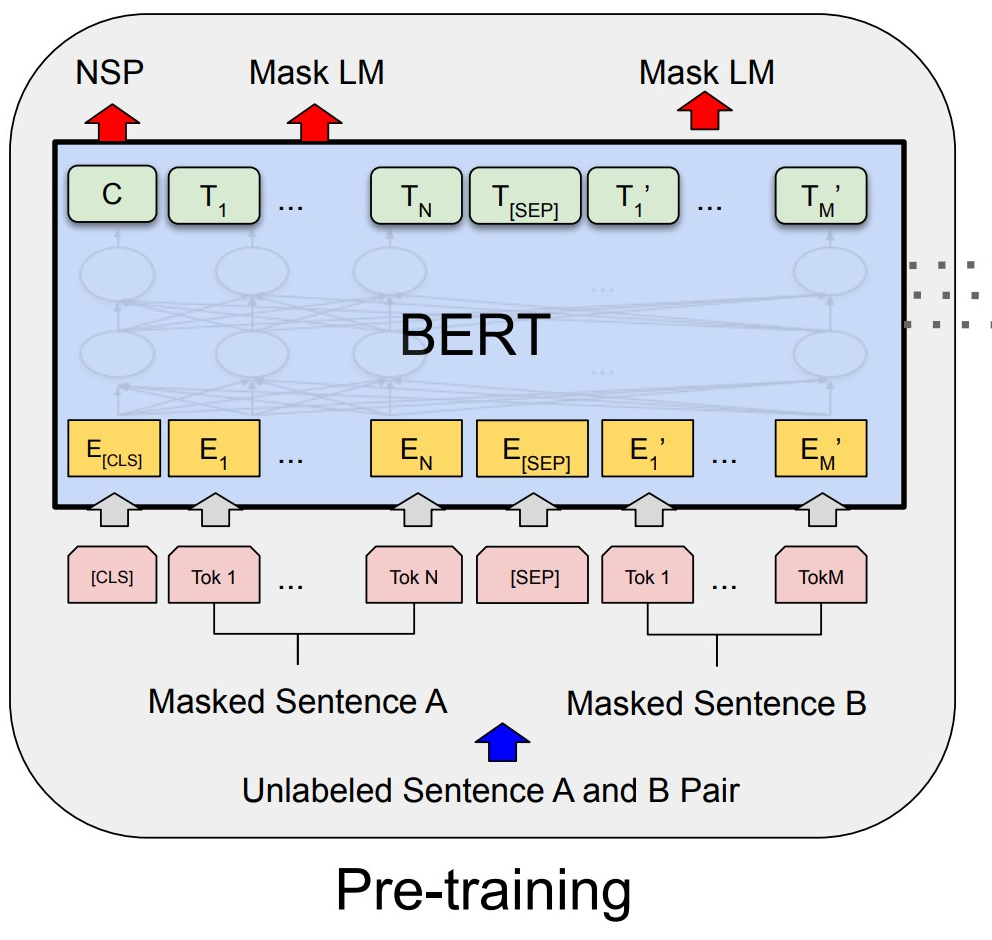 NSP Mask LM Mask LM
C T1 ... TN T[SEP] T1’ ... TM’
...
BERT
...
E[CLS] E1 ... EN E[SEP] E1’ ... EM’
[CLS] Tok 1 ... Tok N [SEP] Tok 1 ... TokM
Masked Sentence A Masked Sentence B
Unlabeled Sentence A and B Pair
Pre-training